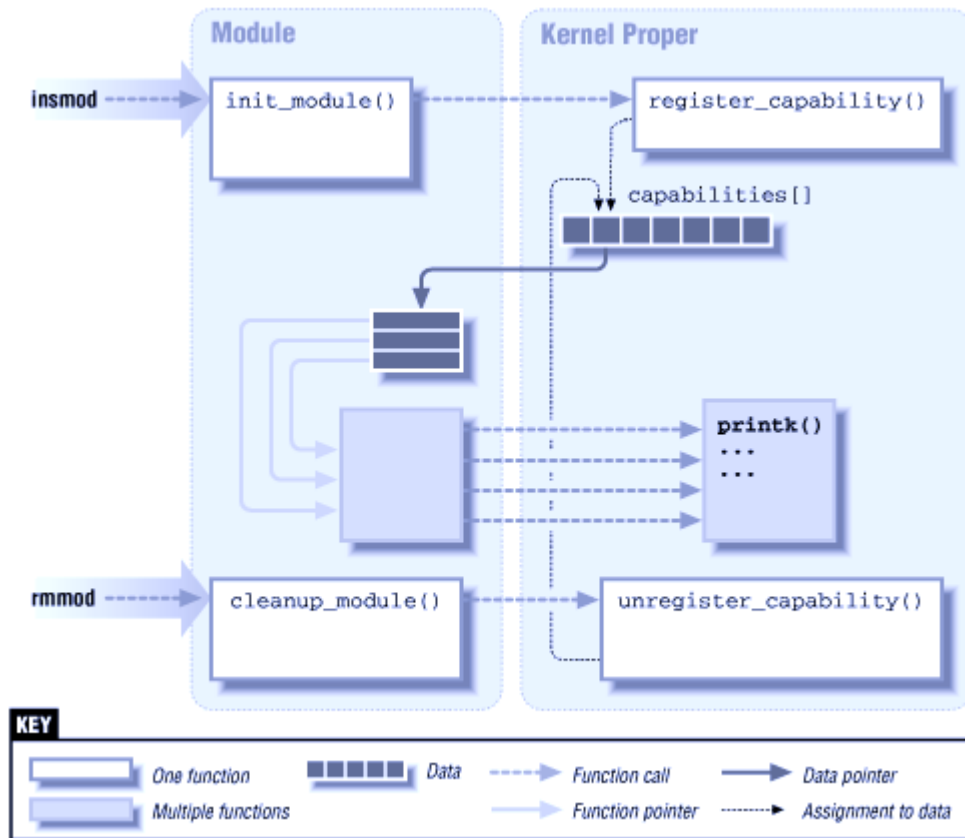 Module
Kernel Proper
insmod
init_module()
register_capability()
capabilities[]
printk()
...
...
rmmod
cleanup_module()
unregister_capability()
KEY
One function
Data
Function call
Data pointer
Multiple functions
Function pointer
Assignment to data